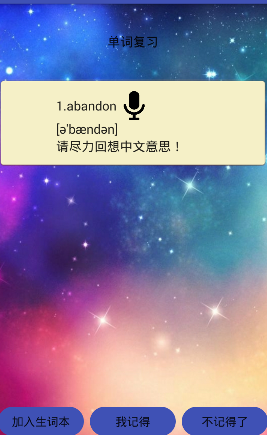 单词复习
1.abandon
[ə'bændən]
请尽力回想中文意思！
加入生词本
我记得
不记得了